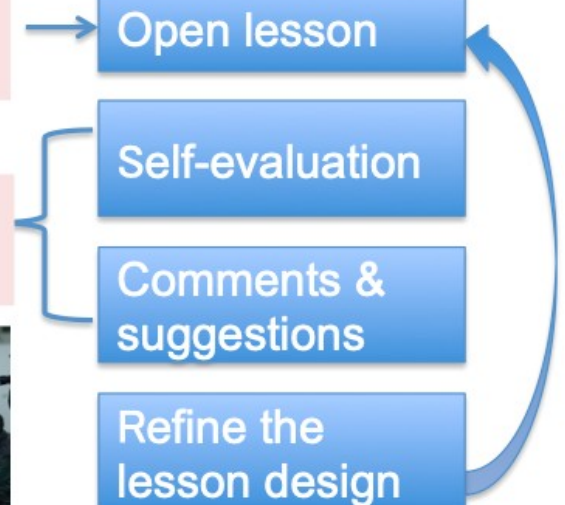 Open lesson
Self-evaluation
Comments &
suggestions
Refine the
lesson design